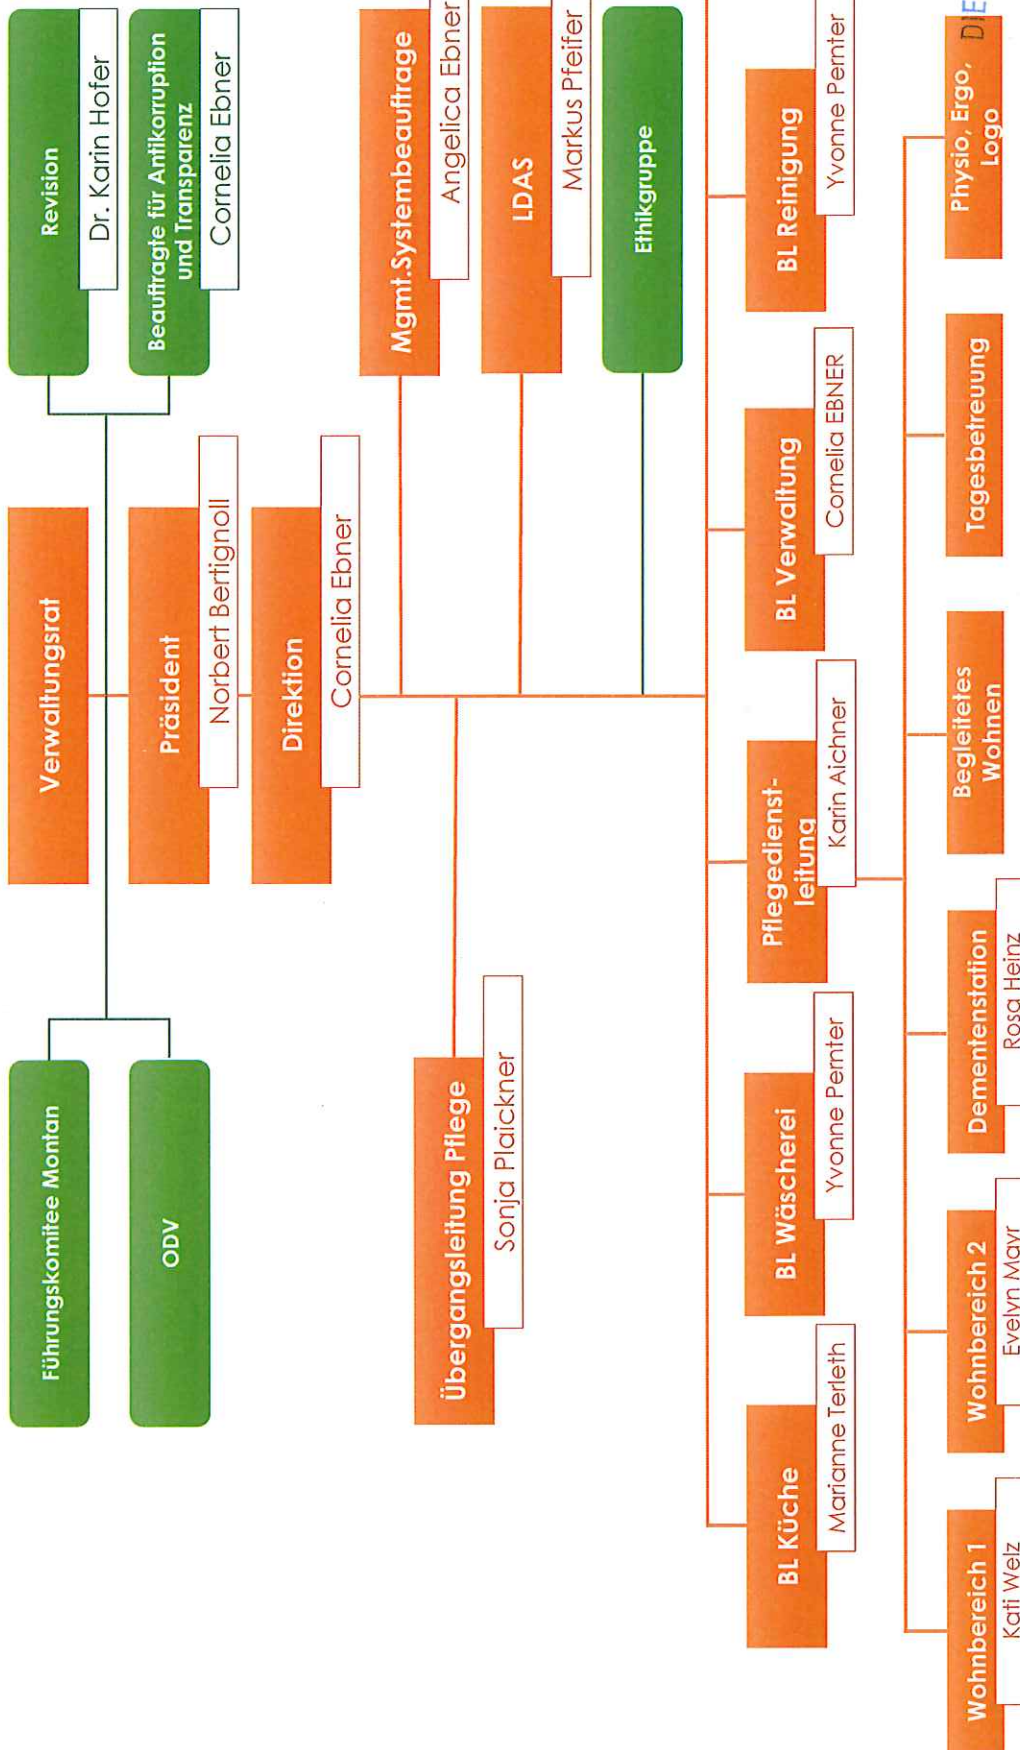 Verwaltungsrat
Führungskomitee Montan
Revision
Dr. Karin Hofer
Präsident
Norbert Bertignoll
ODV
Beauftragte für Antikorruption
und Transparenz
Cornelia Ebner
Direktion
Cornelia Ebner
Mgmt.Systembeauftrage
Angelica Ebner
Übergangsleitung Pflege
Sonja Plaickner
LDAS
Markus Pfeifer
Ethikgruppe
BL Küche
Marianne Terleth
BL Wäscherei
Yvonne Pernter
Pflegedienst-
leitung
Karin Aichner
BL Verwaltung
Cornelia EBNER
BL Reinigung
Yvonne Pernter
Wohnbereich 1
Kati Welz
Wohnbereich 2
Evelyn Mayr
Dementenstation
Rosa Heinz
Begleitetes
Wohnen
Tagesbetreuung
Physio, Ergo,
Logo
DIE